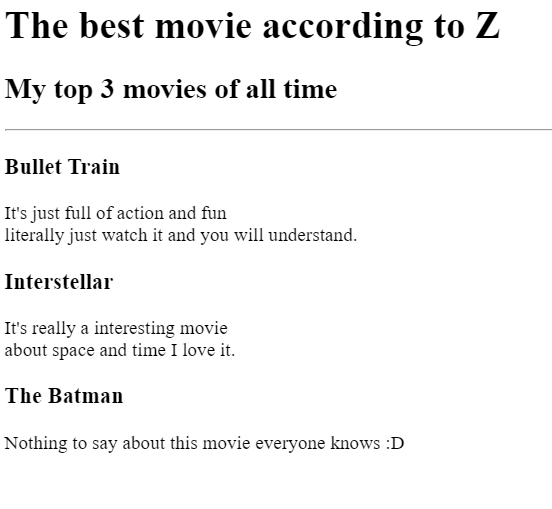 The best movie according to Z
My top 3 movies of all time
Bullet Train
It's just full of action and fun
literally just watch it and you will understand.
Interstellar
It's really a interesting movie
about space and time I love it.
The Batman
Nothing to say about this movie everyone knows :D